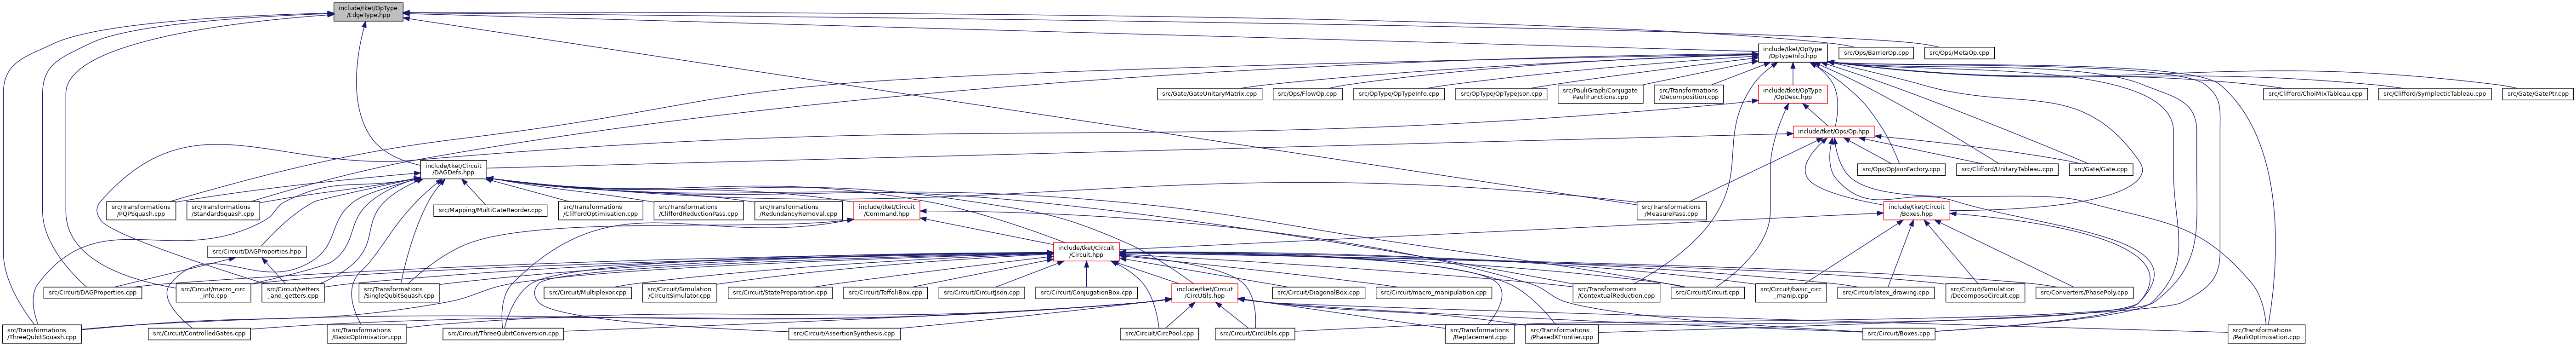 include/tket/OpType
/EdgeType.hpp
include/tket/OpType
/OpTypeInfo.hpp
src/Ops/BarrierOp.cpp
src/Ops/MetaOp.cpp
src/Gate/GateUnitaryMatrix.cpp
src/Ops/FlowOp.cpp
src/OpType/OpTypeInfo.cpp
src/OpType/OpTypeJson.cpp
src/PauliGraph/Conjugate
PauliFunctions.cpp
src/Transformations
/Decomposition.cpp
include/tket/OpType
/OpDesc.hpp
src/Clifford/ChoiMixTableau.cpp
src/Clifford/SymplecticTableau.cpp
src/Gate/GatePtr.cpp
include/tket/Ops/Op.hpp
include/tket/Circuit
/DAGDefs.hpp
src/Ops/OpJsonFactory.cpp
src/Clifford/UnitaryTableau.cpp
src/Gate/Gate.cpp
src/Transformations
/PQPSquash.cpp
src/Transformations
/StandardSquash.cpp
src/Mapping/MultiGateReorder.cpp
src/Transformations
/CliffordOptimisation.cpp
src/Transformations
/CliffordReductionPass.cpp
src/Transformations
/RedundancyRemoval.cpp
include/tket/Circuit
/Command.hpp
src/Transformations
/MeasurePass.cpp
include/tket/Circuit
/Boxes.hpp
src/Circuit/DAGProperties.hpp
include/tket/Circuit
/Circuit.hpp
src/Circuit/DAGProperties.cpp
src/Circuit/macro_circ
_info.cpp
src/Circuit/setters
_and_getters.cpp
src/Transformations
/SingleQubitSquash.cpp
src/Circuit/Multiplexor.cpp
src/Circuit/Simulation
/CircuitSimulator.cpp
src/Circuit/StatePreparation.cpp
src/Circuit/ToffoliBox.cpp
src/Circuit/CircuitJson.cpp
src/Circuit/ConjugationBox.cpp
include/tket/Circuit
/CircUtils.hpp
src/Circuit/DiagonalBox.cpp
src/Circuit/macro_manipulation.cpp
src/Transformations
/ContextualReduction.cpp
src/Circuit/Circuit.cpp
src/Circuit/basic_circ
_manip.cpp
src/Circuit/latex_drawing.cpp
src/Circuit/Simulation
/DecomposeCircuit.cpp
src/Converters/PhasePoly.cpp
src/Transformations
/ThreeQubitSquash.cpp
src/Circuit/ControlledGates.cpp
src/Transformations
/BasicOptimisation.cpp
src/Circuit/ThreeQubitConversion.cpp
src/Circuit/AssertionSynthesis.cpp
src/Circuit/CircPool.cpp
src/Circuit/CircUtils.cpp
src/Transformations
/Replacement.cpp
src/Transformations
/PhasedXFrontier.cpp
src/Circuit/Boxes.cpp
src/Transformations
/PauliOptimisation.cpp